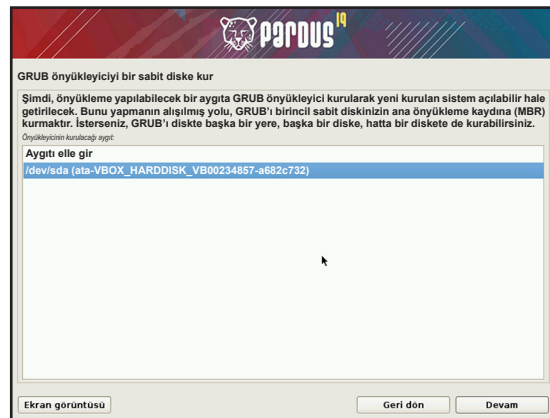 pardus 19
GRUB önyükleyiciyi bir sabit diske kur
Şimdi, önyükleme yapılabilecek bir aygıta GRUB önyükleyici kurularak yeni kurulan sistem açılabilir hale
getirilecek. Bunu yapmanın alışılmış yolu, GRUB'ı birincil sabit diskinizin ana önyükleme kaydına (MBR)
kurmaktır. İsterseniz, GRUB'ı diskte başka bir yere, başka bir diske, hatta bir diskete de kurabilirsiniz.
Önyükleyicinin kurulacağı aygıt:
Aygıtı elle gir
/dev/sda (ata-VBOX_HARDDISK_VB00234857-a682c732)
Ekran görüntüsü
Geri dön
Devam